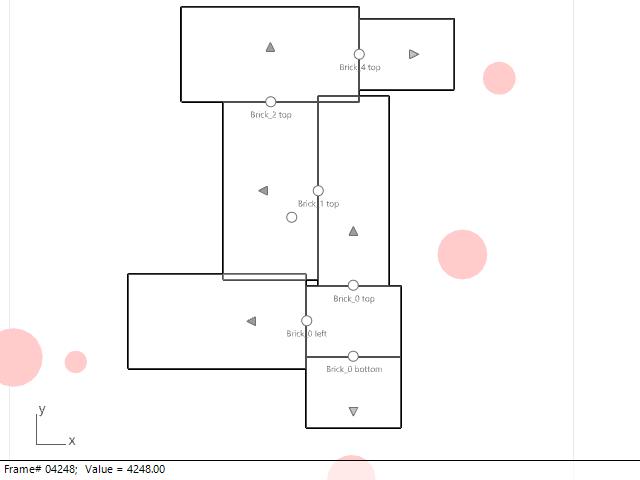 Brick_4 top
Brick_2 top
Brick_1 top
Brick_0 top
Brick_0 left
Brick_0 bottom
y
x
Frame# 04248; Value = 4248.00